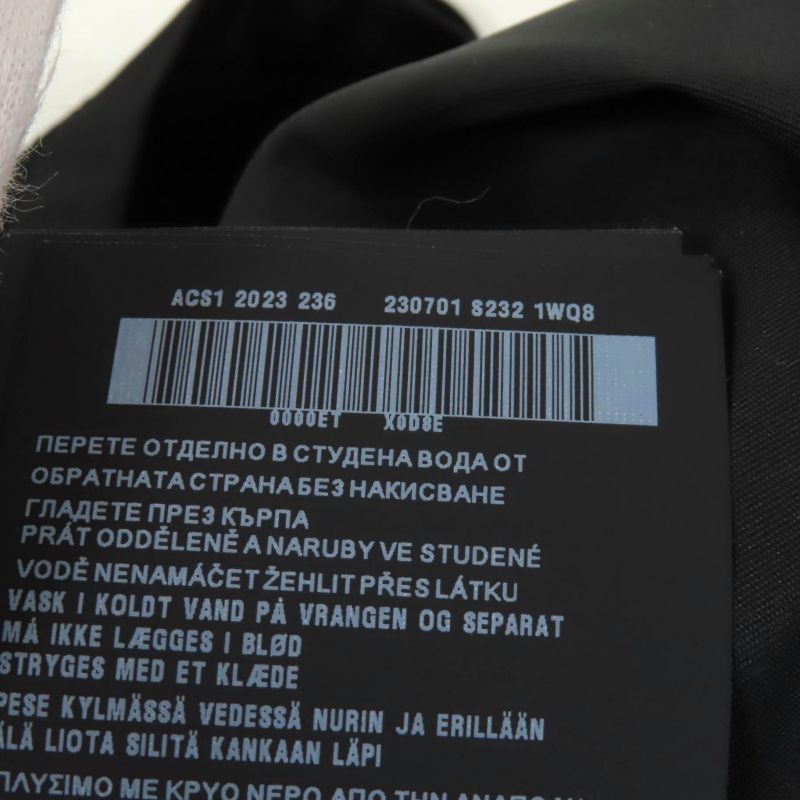 ACS1 2023 236 230701 S232 1WQ8
0000ET X0D8E
ПЕРЕТЕ ОТДЕЛНО В СТУДЕНА ВОДА ОТ
ОБРАТНАТА СТРАНА БЕЗ НАКИСВАНЕ
ГЛАДЕТЕ ПРЕЗ КЪРПА
PRÁT ODDĚLENĚ A NARUBY VE STUDENÉ
VODĚ NENAMÁČET ŽEHLIT PŘES LÁTKU
VASK I KOLDT VAND PÅ VRANGEN OG SEPARAT
MÅ IKKE LÆGGES I BLØD
STRYGES MED ET KLÆDE
PESE KYLMÄSSÄ VEDESSÄ NURIN JA ERILLÄÄN
ÄLÄ LIOTA SILITÄ KANKAAN LÄPI
ΠΛΥΣΙΜΟ ΜΕ ΚΡΥΟ ΝΕΡΟ ΑΠΟ ΤΗΝ